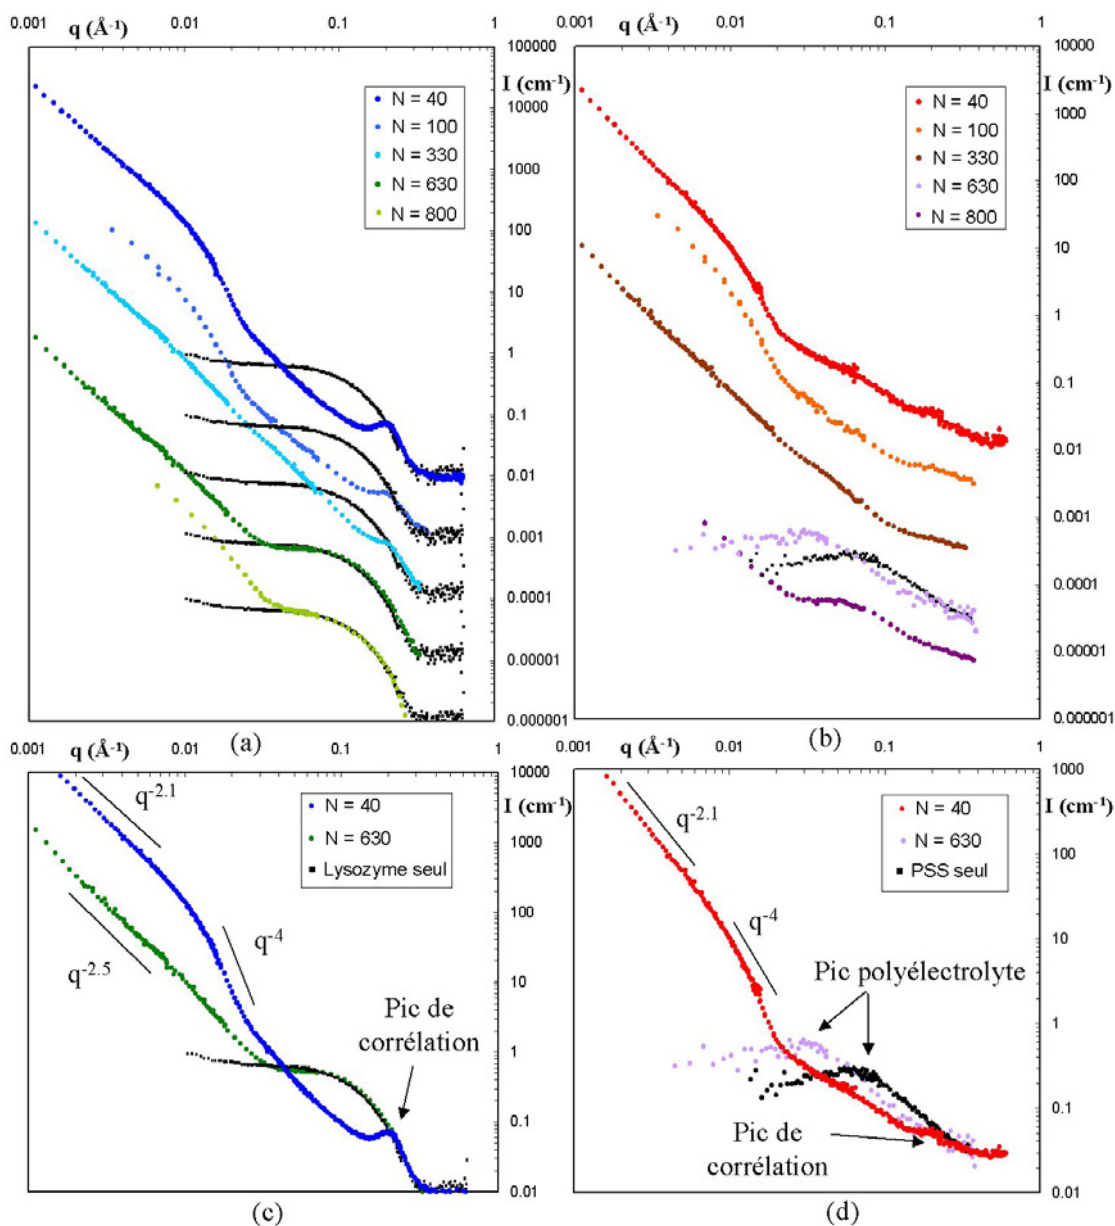 0.001 0.01 0.1 1
q (Å⁻¹)
100000
I (cm⁻¹)
10000
1000
100
10
1
0.1
0.01
0.001
0.0001
0.00001
0.000001
N = 40
N = 100
N = 330
N = 630
N = 800
(a)
0.001 0.01 0.1 1
q (Å⁻¹)
10000
I (cm⁻¹)
1000
100
10
1
0.1
0.01
0.001
0.0001
0.00001
0.000001
N = 40
N = 100
N = 330
N = 630
N = 800
(b)
q (Å⁻¹)
0.001 0.01 0.1 1
10000
I (cm⁻¹)
1000
100
10
1
0.1
0.01
N = 40
N = 630
Lysozyme seul
q⁻²·¹
q⁻⁴
q⁻²·⁵
Pic de
corrélation
(c)
q (Å⁻¹)
0.001 0.01 0.1 1
1000
I (cm⁻¹)
100
10
1
0.1
0.01
N = 40
N = 630
PSS seul
q⁻²·¹
q⁻⁴
Pic polyélectrolyte
Pic de
corrélation
(d)